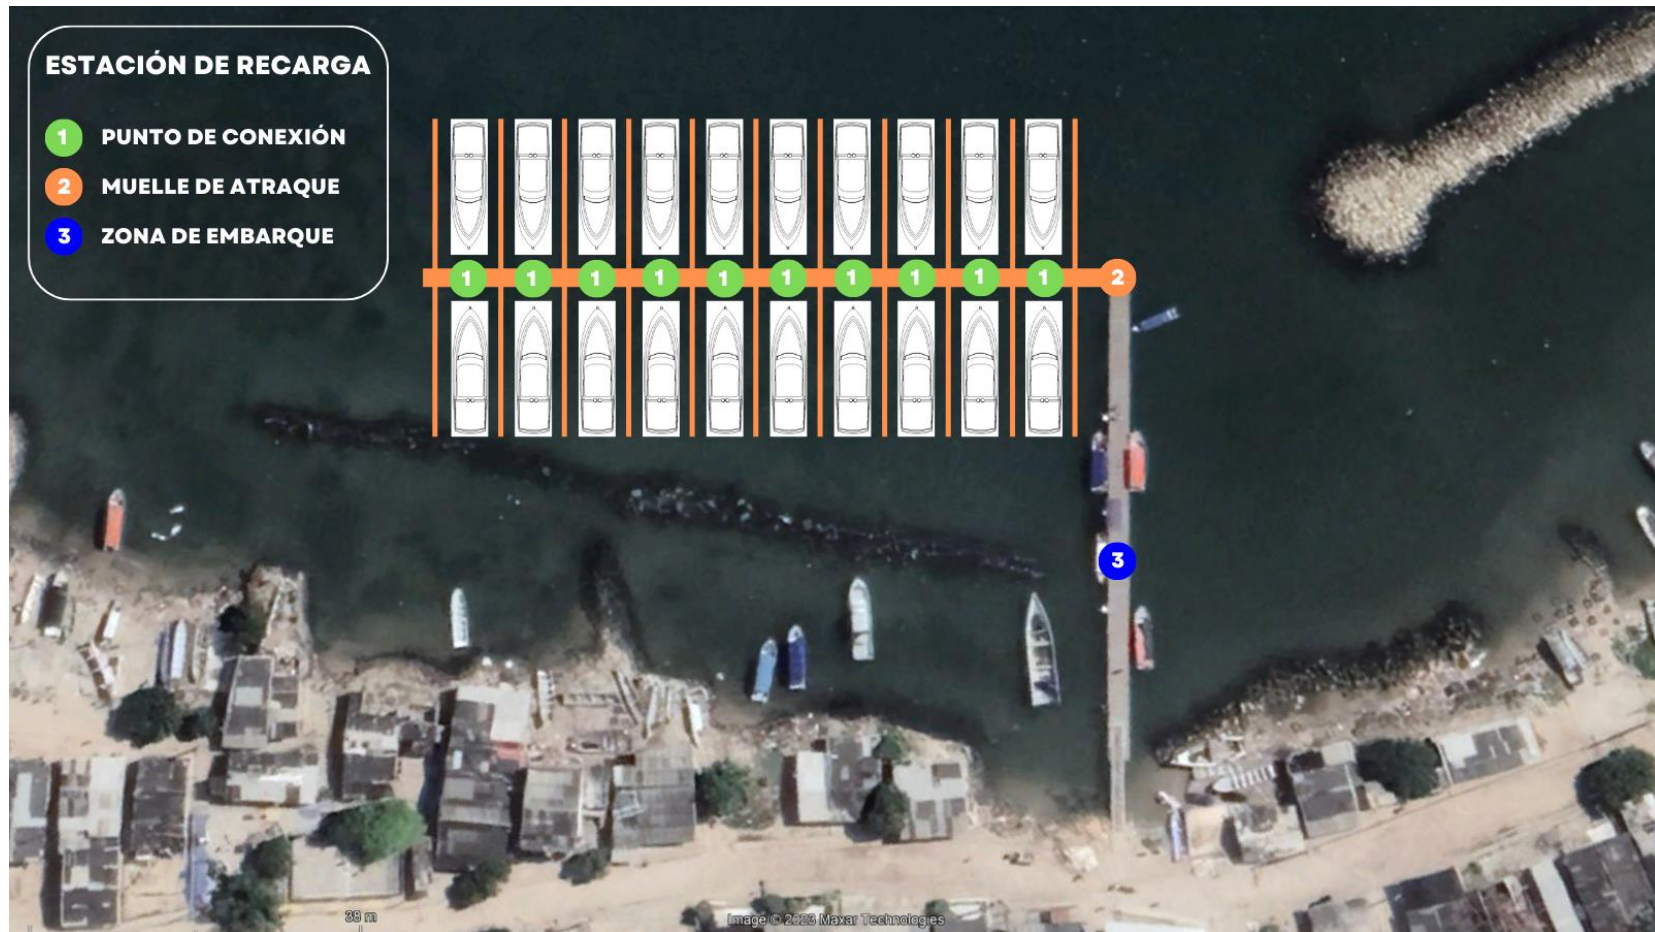 ESTACIÓN DE RECARGA
1 PUNTO DE CONEXIÓN
2 MUELLE DE ATRAQUE
3 ZONA DE EMBARQUE
1 1 1 1 1 1 1 1 1 1 2
3
38 m
Image © 2023 Maxar Technologies